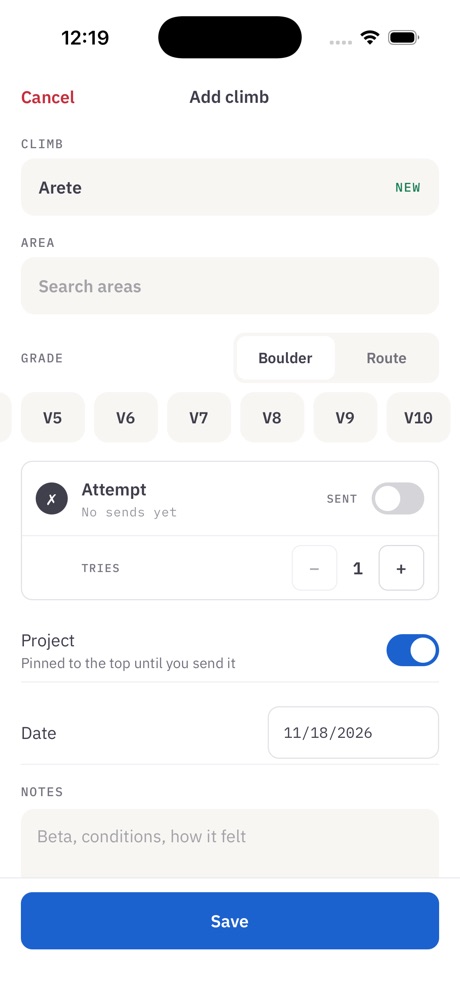 12:19
Cancel
Add climb
CLIMB
Arete
NEW
AREA
Search areas
GRADE
Boulder
Route
V5
V6
V7
V8
V9
V10
✗
Attempt
No sends yet
SENT
TRIES
−
1
+
Project
Pinned to the top until you send it
Date
11/18/2026
NOTES
Beta, conditions, how it felt
Save